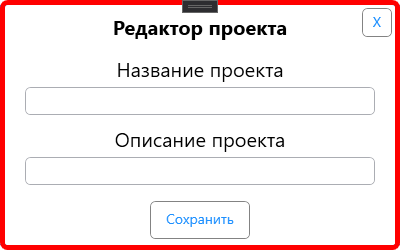 Редактор проекта
X
Название проекта
Описание проекта
Сохранить